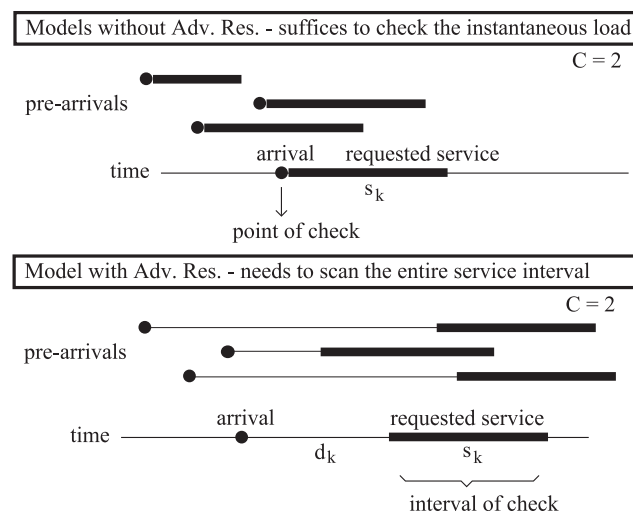 Models without Adv. Res. - suffices to check the instantaneous load
C = 2
pre-arrivals
arrival requested service
time
s_k
point of check
Model with Adv. Res. - needs to scan the entire service interval
C = 2
pre-arrivals
arrival requested service
time
d_k s_k
interval of check